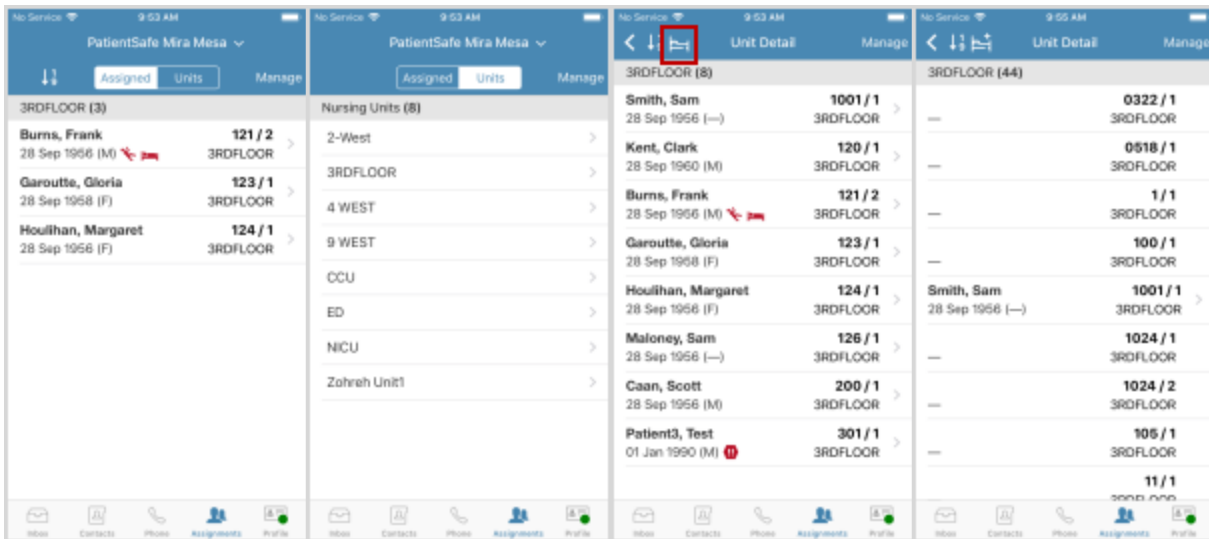 No Service 9:53 AM
PatientSafe Mira Mesa
Assigned Units Manage
3RDFLOOR (3)
Burns, Frank 121 / 2
28 Sep 1956 (M) 3RDFLOOR
Garoutte, Gloria 123 / 1
28 Sep 1958 (F) 3RDFLOOR
Houlihan, Margaret 124 / 1
28 Sep 1956 (F) 3RDFLOOR
Inbox Contacts Phone Assignments Profile
No Service 9:53 AM
PatientSafe Mira Mesa
Assigned Units Manage
Nursing Units (8)
2-West
3RDFLOOR
4 WEST
9 WEST
CCU
ED
NICU
Zohreh Unit1
Inbox Contacts Phone Assignments Profile
No Service 9:53 AM
Unit Detail Manage
3RDFLOOR (8)
Smith, Sam 1001 / 1
28 Sep 1956 (—) 3RDFLOOR
Kent, Clark 120 / 1
28 Sep 1960 (M) 3RDFLOOR
Burns, Frank 121 / 2
28 Sep 1956 (M) 3RDFLOOR
Garoutte, Gloria 123 / 1
28 Sep 1958 (F) 3RDFLOOR
Houlihan, Margaret 124 / 1
28 Sep 1956 (F) 3RDFLOOR
Maloney, Sam 126 / 1
28 Sep 1956 (—) 3RDFLOOR
Caan, Scott 200 / 1
28 Sep 1956 (M) 3RDFLOOR
Patient3, Test 301 / 1
01 Jan 1990 (M) 3RDFLOOR
Inbox Contacts Phone Assignments Profile
No Service 9:55 AM
Unit Detail Manage
3RDFLOOR (44)
0322 / 1
— 3RDFLOOR
0518 / 1
— 3RDFLOOR
1 / 1
— 3RDFLOOR
100 / 1
— 3RDFLOOR
Smith, Sam 1001 / 1
28 Sep 1956 (—) 3RDFLOOR
1024 / 1
— 3RDFLOOR
1024 / 2
— 3RDFLOOR
105 / 1
— 3RDFLOOR
11 / 1
— 3RDFLOOR
Inbox Contacts Phone Assignments Profile